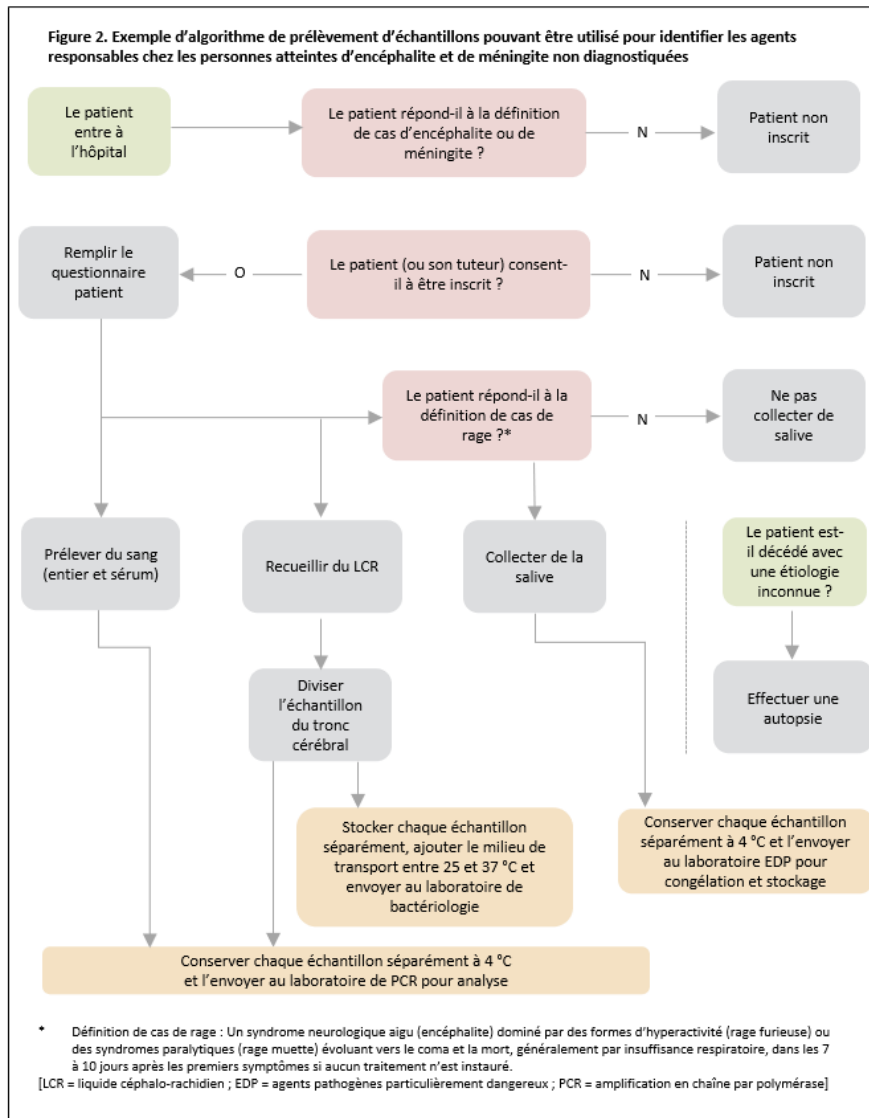 Figure 2. Exemple d'algorithme de prélèvement d'échantillons pouvant être utilisé pour identifier les agents
responsables chez les personnes atteintes d'encéphalite et de méningite non diagnostiquées
Le patient
entre à
l'hôpital
Le patient répond-il à la définition
de cas d'encéphalite ou de
méningite ?
N
Patient non
inscrit
Remplir le
questionnaire
patient
O
Le patient (ou son tuteur) consent-
il à être inscrit ?
N
Patient non
inscrit
Le patient répond-il à la
définition de cas de
rage ?*
N
Ne pas
collecter de
salive
Prélever du sang
(entier et sérum)
Recueillir du LCR
Collecter de la
salive
Le patient est-
il décédé avec
une étiologie
inconnue ?
Diviser
l'échantillon
du tronc
cérébral
Effectuer une
autopsie
Stocker chaque échantillon
séparément, ajouter le milieu de
transport entre 25 et 37 °C et
envoyer au laboratoire de
bactériologie
Conserver chaque échantillon
séparément à 4 °C et l'envoyer
au laboratoire EDP pour
congélation et stockage
Conserver chaque échantillon séparément à 4 °C
et l'envoyer au laboratoire de PCR pour analyse
* Définition de cas de rage : Un syndrome neurologique aigu (encéphalite) dominé par des formes d'hyperactivité (rage furieuse) ou
des syndromes paralytiques (rage muette) évoluant vers le coma et la mort, généralement par insuffisance respiratoire, dans les 7
à 10 jours après les premiers symptômes si aucun traitement n'est instauré.
[LCR = liquide céphalo-rachidien ; EDP = agents pathogènes particulièrement dangereux ; PCR = amplification en chaîne par polymérase]